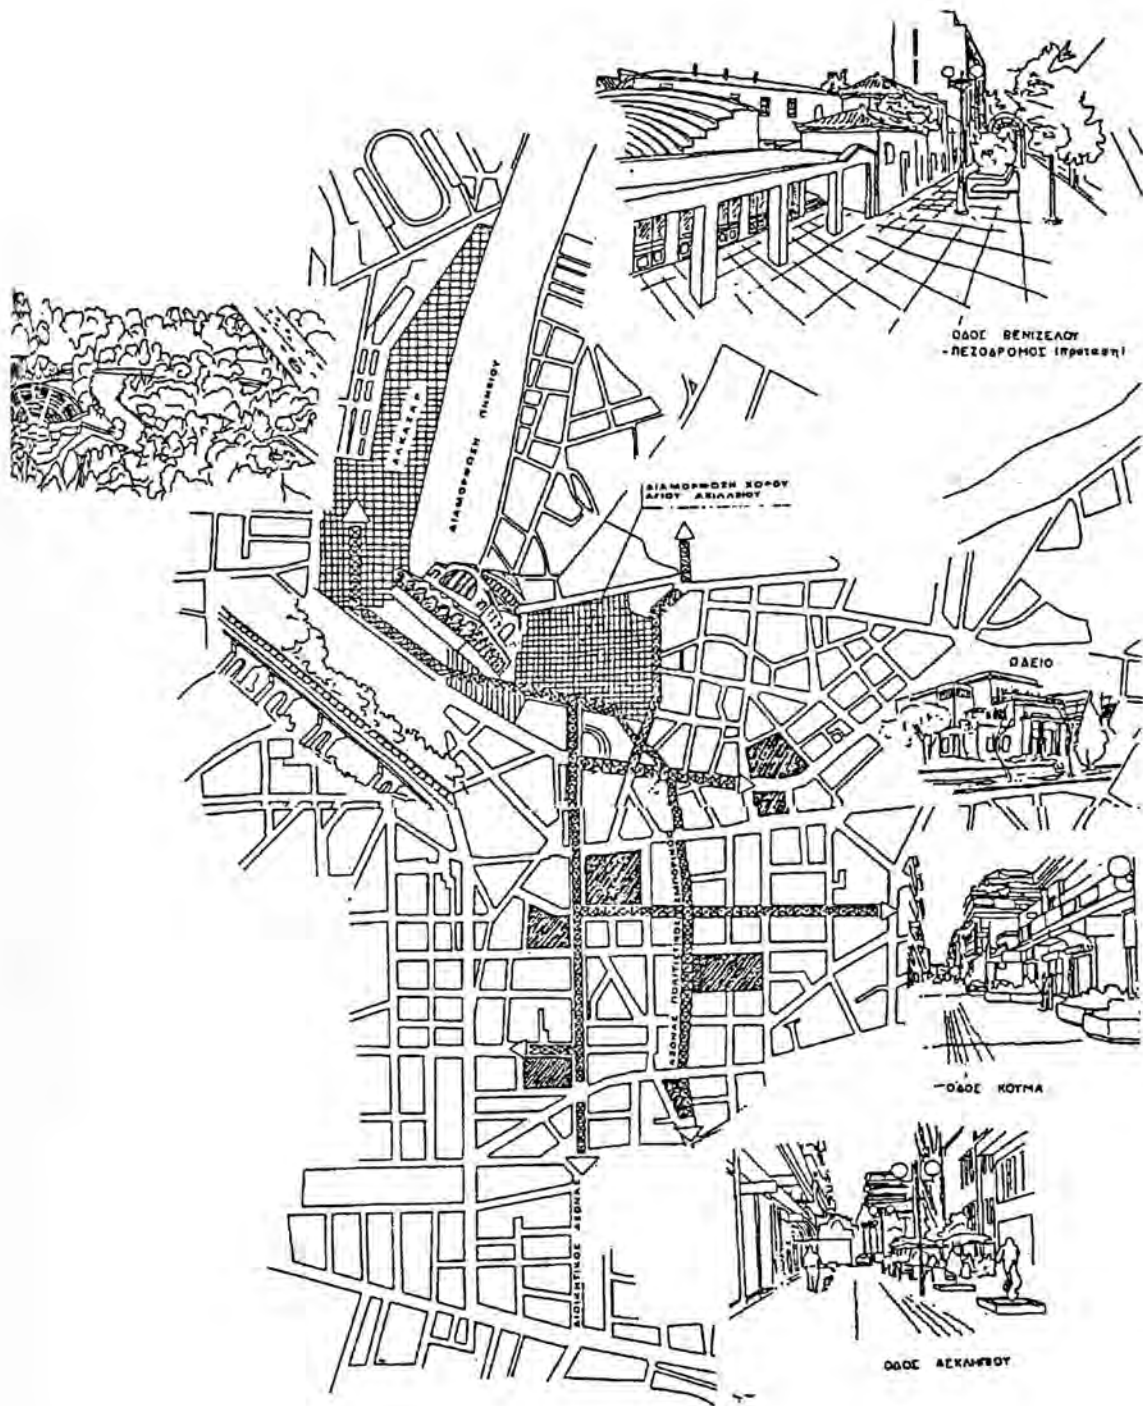 ΟΔΟΣ ΒΕΝΙΖΕΛΟΥ
-ΠΕΖΟΔΡΟΜΟΣ (πρόταση)
ΑΛΚΑΖΑΡ
ΔΙΑΜΟΡΦΩΣΗ ΠΗΝΕΙΟΥ
ΔΙΑΜΟΡΦΩΣΗ ΧΩΡΟΥ
ΑΓΙΟΥ ΑΧΙΛΛΕΙΟΥ
ΩΔΕΙΟ
ΑΞΟΝΑΣ ΠΟΛΙΤΙΣΤΙΚΟΣ ΕΜΠΟΡΙΚΟΣ
-ΟΔΟΣ ΚΟΥΜΑ
ΔΙΟΙΚΗΤΙΚΟΣ ΑΞΟΝΑΣ
ΟΔΟΣ ΑΣΚΛΗΠΙΟΥ